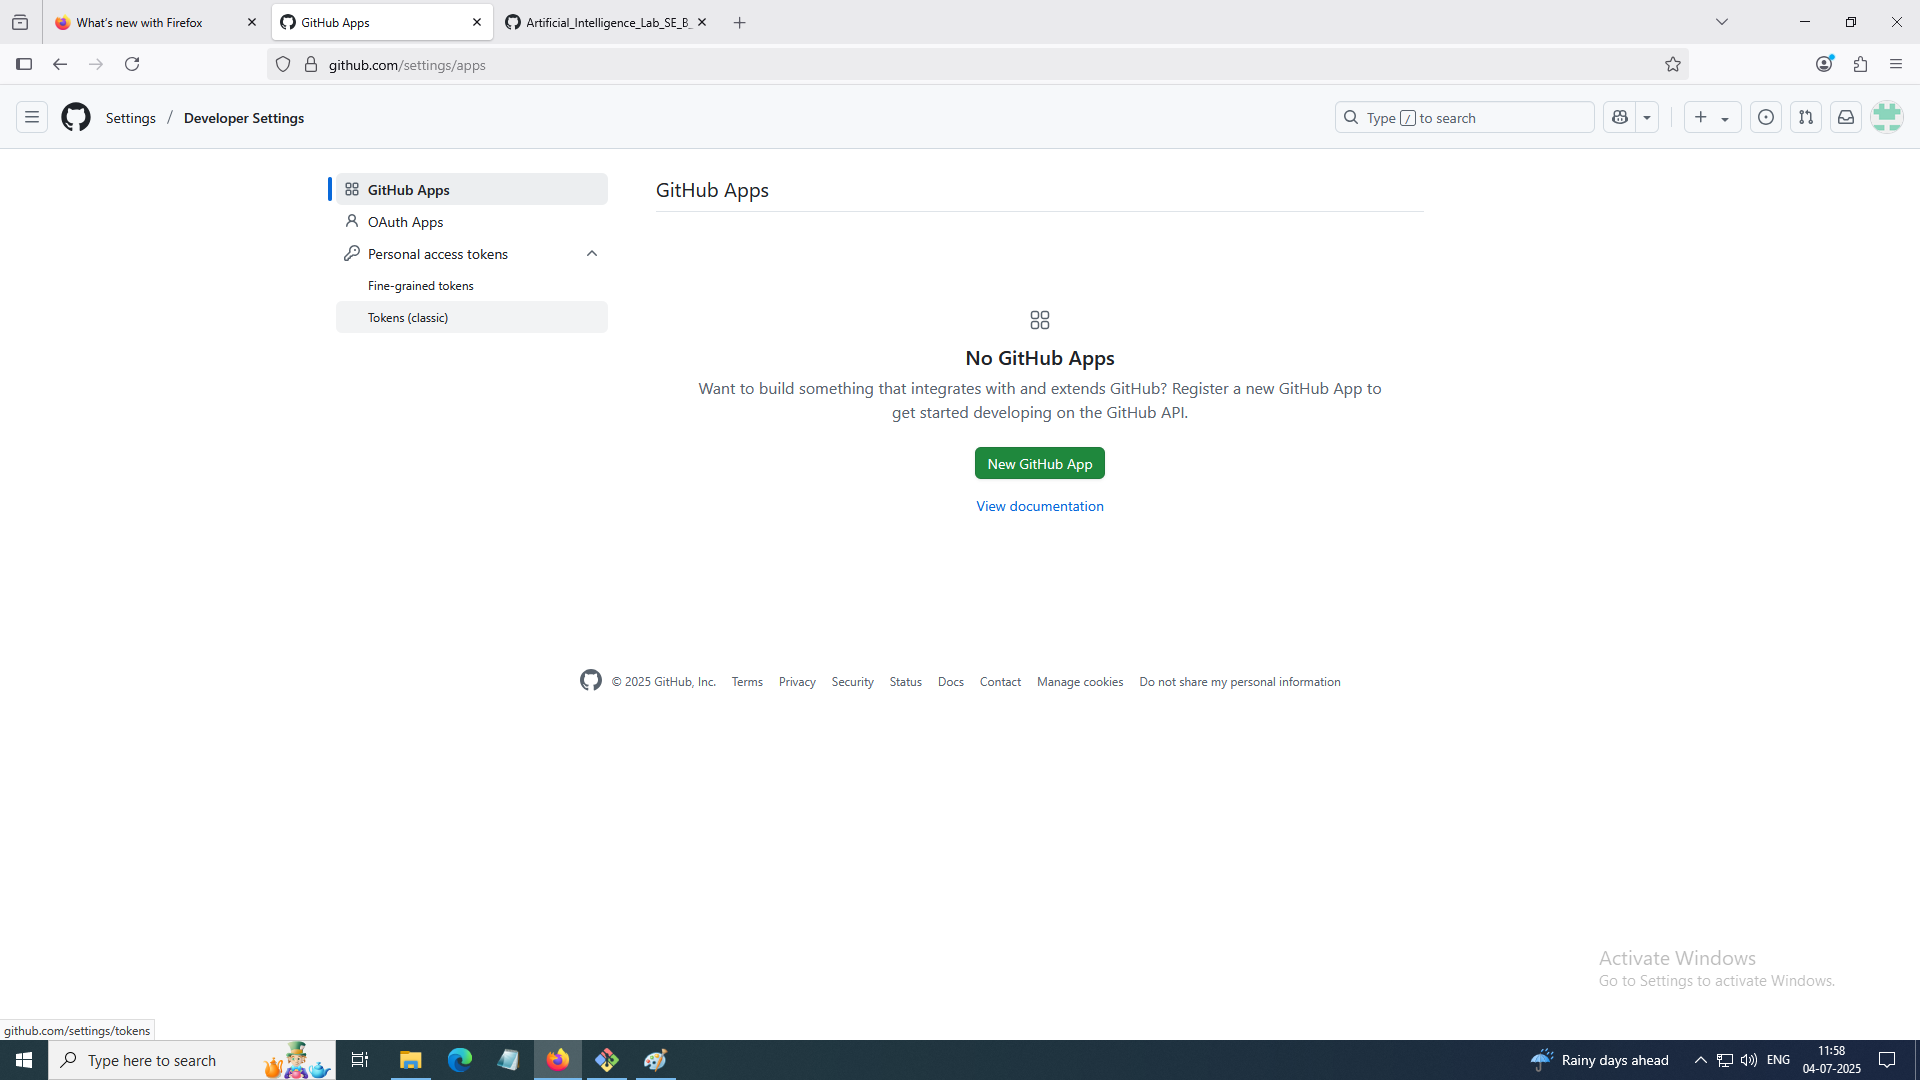 What's new with Firefox
GitHub Apps
Artificial_Intelligence_Lab_SE_B_
github.com/settings/apps
Settings / Developer Settings
Type / to search
GitHub Apps
OAuth Apps
Personal access tokens
Fine-grained tokens
Tokens (classic)
GitHub Apps
No GitHub Apps
Want to build something that integrates with and extends GitHub? Register a new GitHub App to
get started developing on the GitHub API.
New GitHub App
View documentation
© 2025 GitHub, Inc. Terms Privacy Security Status Docs Contact Manage cookies Do not share my personal information
Activate Windows
Go to Settings to activate Windows.
github.com/settings/tokens
Type here to search
Rainy days ahead
ENG
11:58
04-07-2025